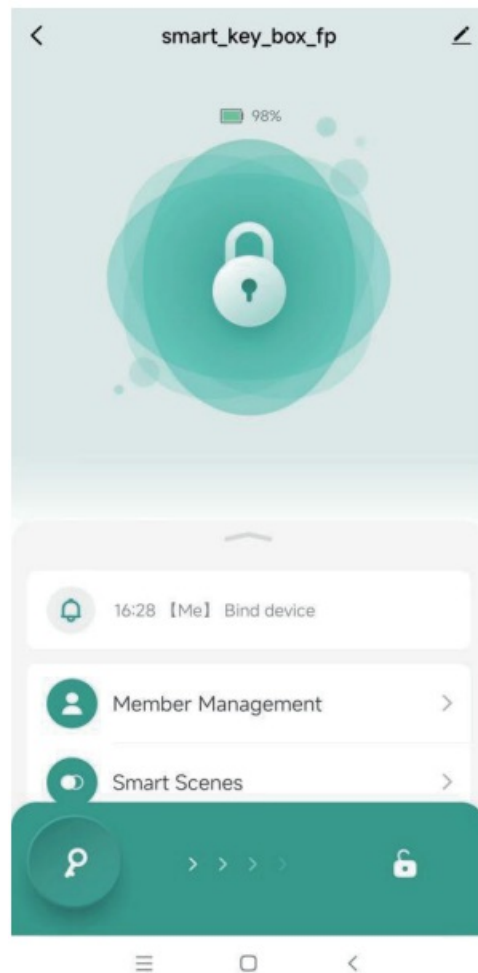 smart_key_box_fp
98%
16:28 【Me】 Bind device
Member Management
Smart Scenes